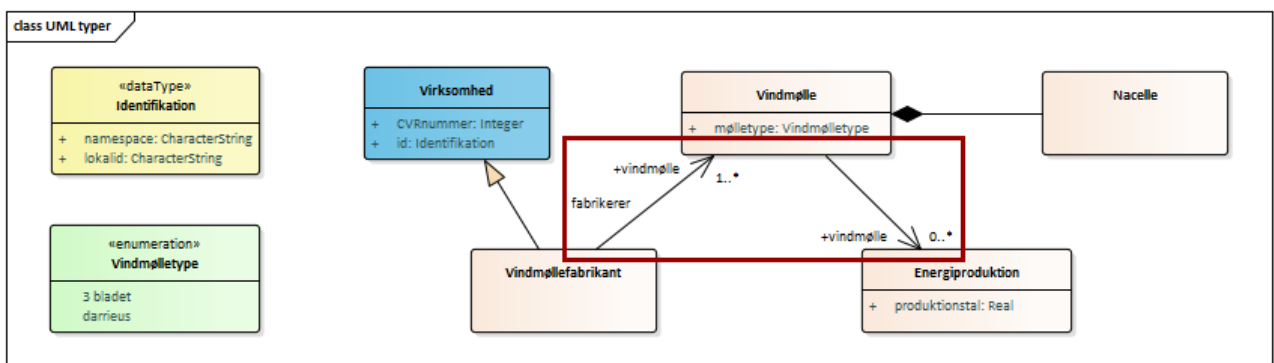 class UML typer
«dataType»
Identifikation
+ namespace: CharacterString
+ lokalid: CharacterString
Virksomhed
+ CVRnummer: Integer
+ id: Identifikation
Vindmølle
+ mølletype: Vindmølletype
Nacelle
+vindmølle
1..*
fabrikerer
+vindmølle
0..*
«enumeration»
Vindmølletype
3 bladet
darrieus
Vindmøllefabrikant
Energiproduktion
+ produktionstal: Real